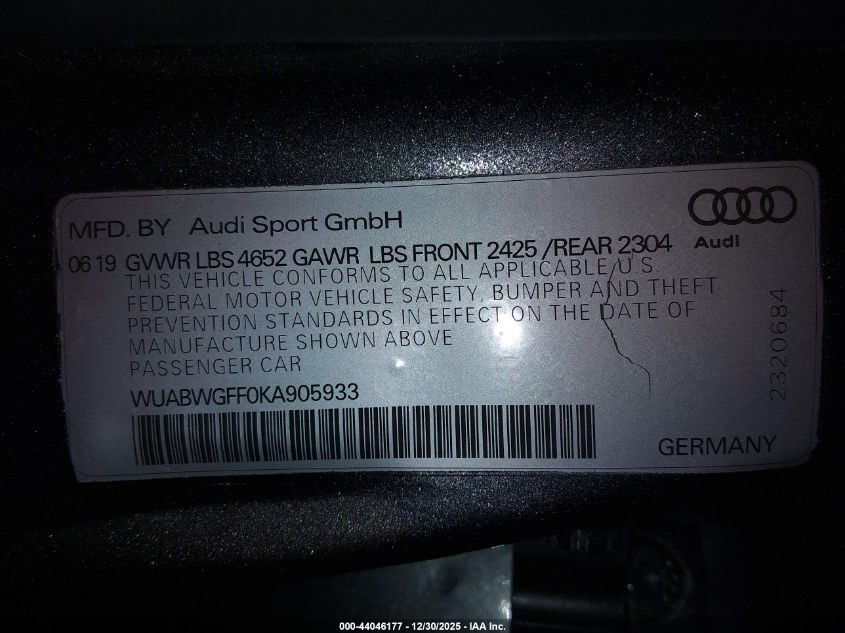 MFD. BY Audi Sport GmbH
Audi
06 19 GVWR LBS 4652 GAWR LBS FRONT 2425 /REAR 2304
THIS VEHICLE CONFORMS TO ALL APPLICABLE U.S.
FEDERAL MOTOR VEHICLE SAFETY, BUMPER AND THEFT
PREVENTION STANDARDS IN EFFECT ON THE DATE OF
MANUFACTURE SHOWN ABOVE
PASSENGER CAR
WUABWGFF0KA905933
2320684
GERMANY
000-44046177 - 12/30/2025 - IAA Inc.